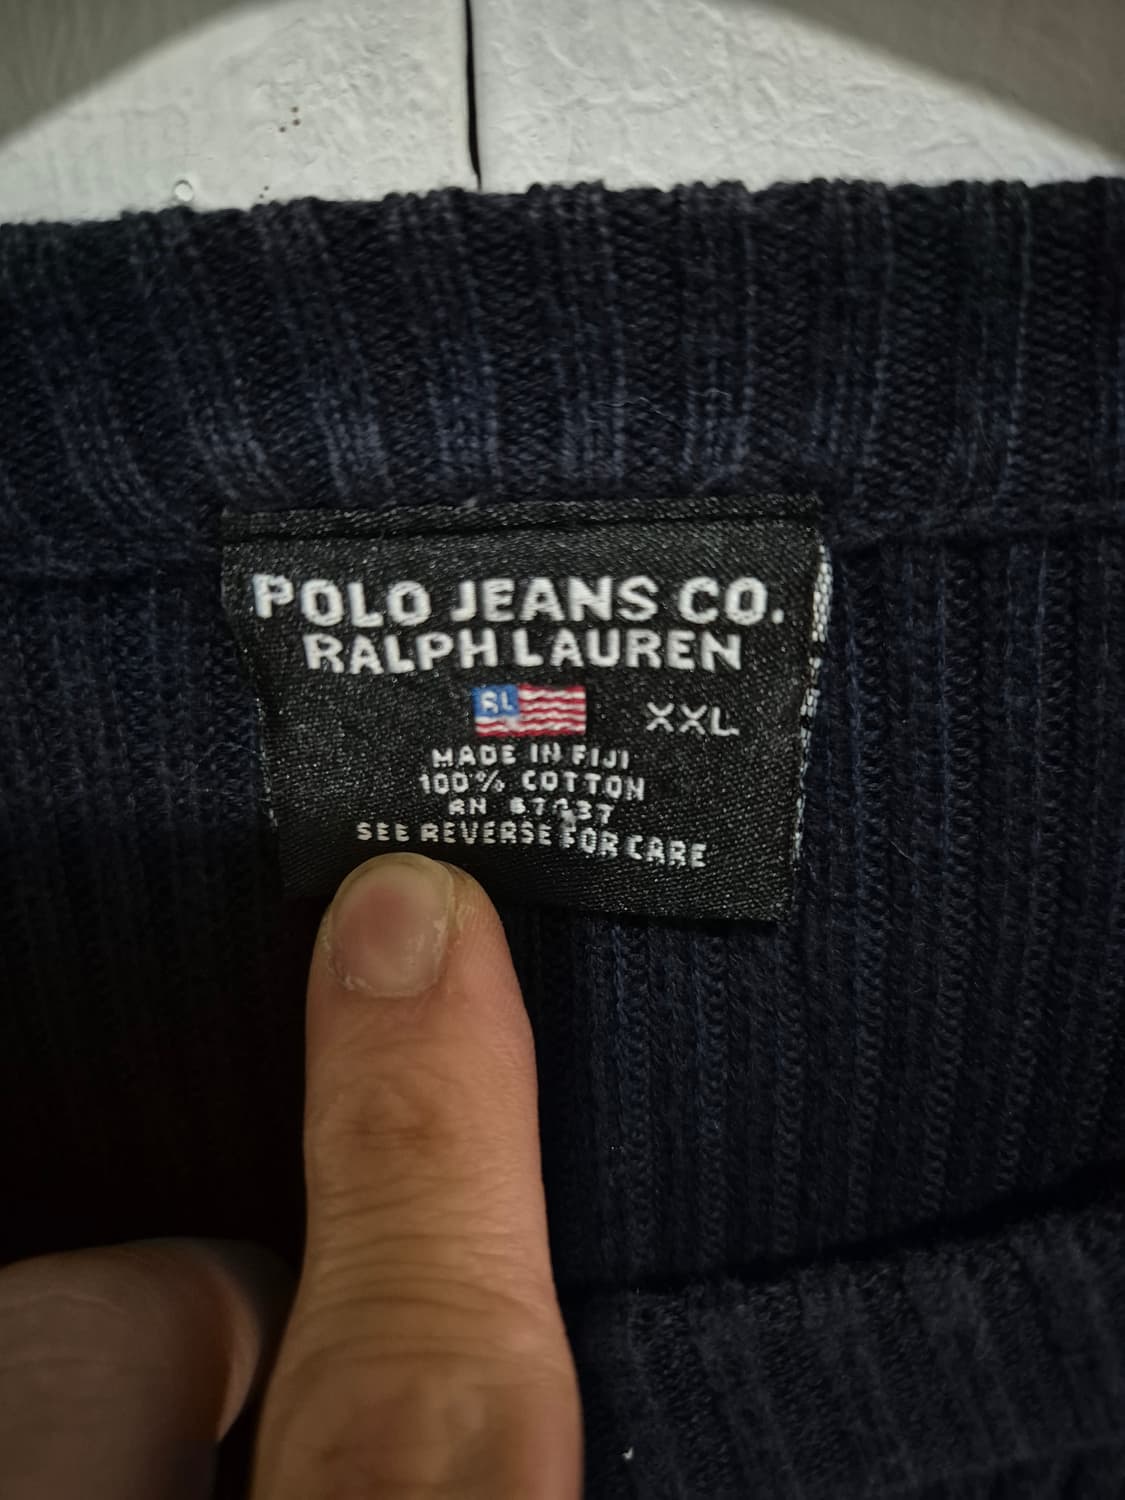 POLO JEANS CO.
RALPH LAUREN
RL
XXL
MADE IN FIJI
100% COTTON
RN
SEE REVERSE FOR CARE